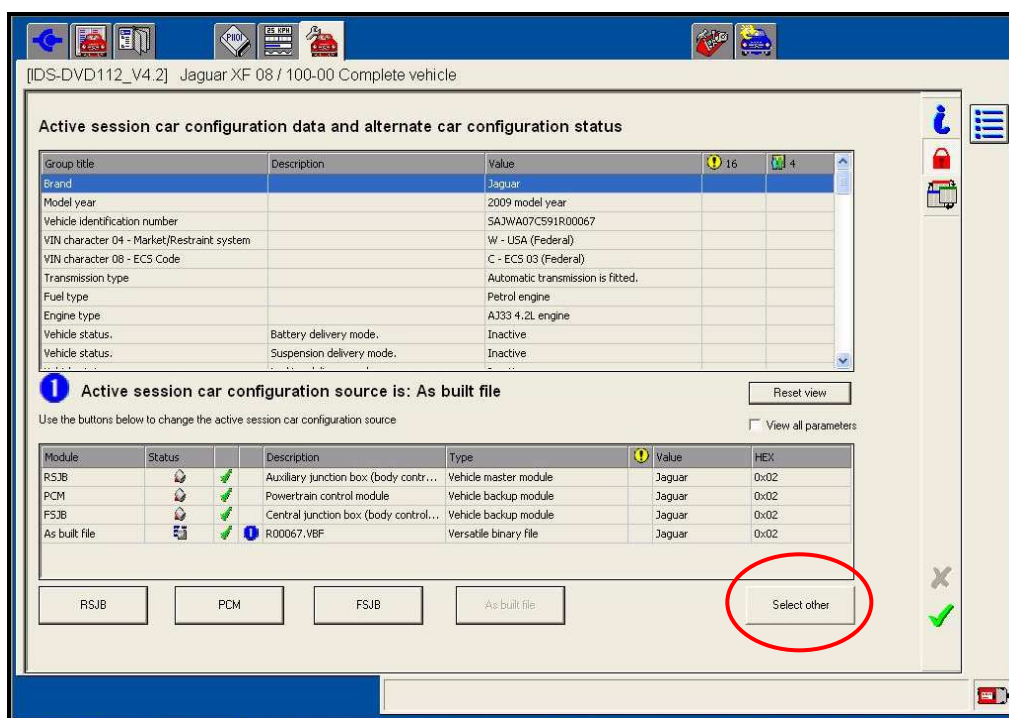 PILOT
25 KPH
[IDS-DVD112_V4.2] Jaguar XF 08 / 100-00 Complete vehicle
Active session car configuration data and alternate car configuration status
Group title Description Value 16 4
Brand Jaguar
Model year 2009 model year
Vehicle identification number SAJWA07C591R00067
VIN character 04 - Market/Restraint system W - USA (Federal)
VIN character 08 - ECS Code C - ECS 03 (Federal)
Transmission type Automatic transmission is fitted.
Fuel type Petrol engine
Engine type AJ33 4.2L engine
Vehicle status. Battery delivery mode. Inactive
Vehicle status. Suspension delivery mode. Inactive
1 Active session car configuration source is: As built file
Reset view
Use the buttons below to change the active session car configuration source
View all parameters
Module Status Description Type Value HEX
RSJB Auxiliary junction box (body contr... Vehicle master module Jaguar 0x02
PCM Powertrain control module Vehicle backup module Jaguar 0x02
FSJB Central junction box (body control... Vehicle backup module Jaguar 0x02
As built file 1 R00067.VBF Versatile binary file Jaguar 0x02
RSJB PCM FSJB As built file Select other